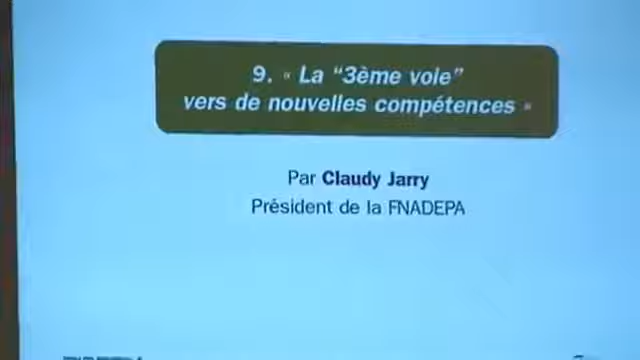 9. « La “3ème voie”
vers de nouvelles compétences «
Par Claudy Jarry
Président de la FNADEPA